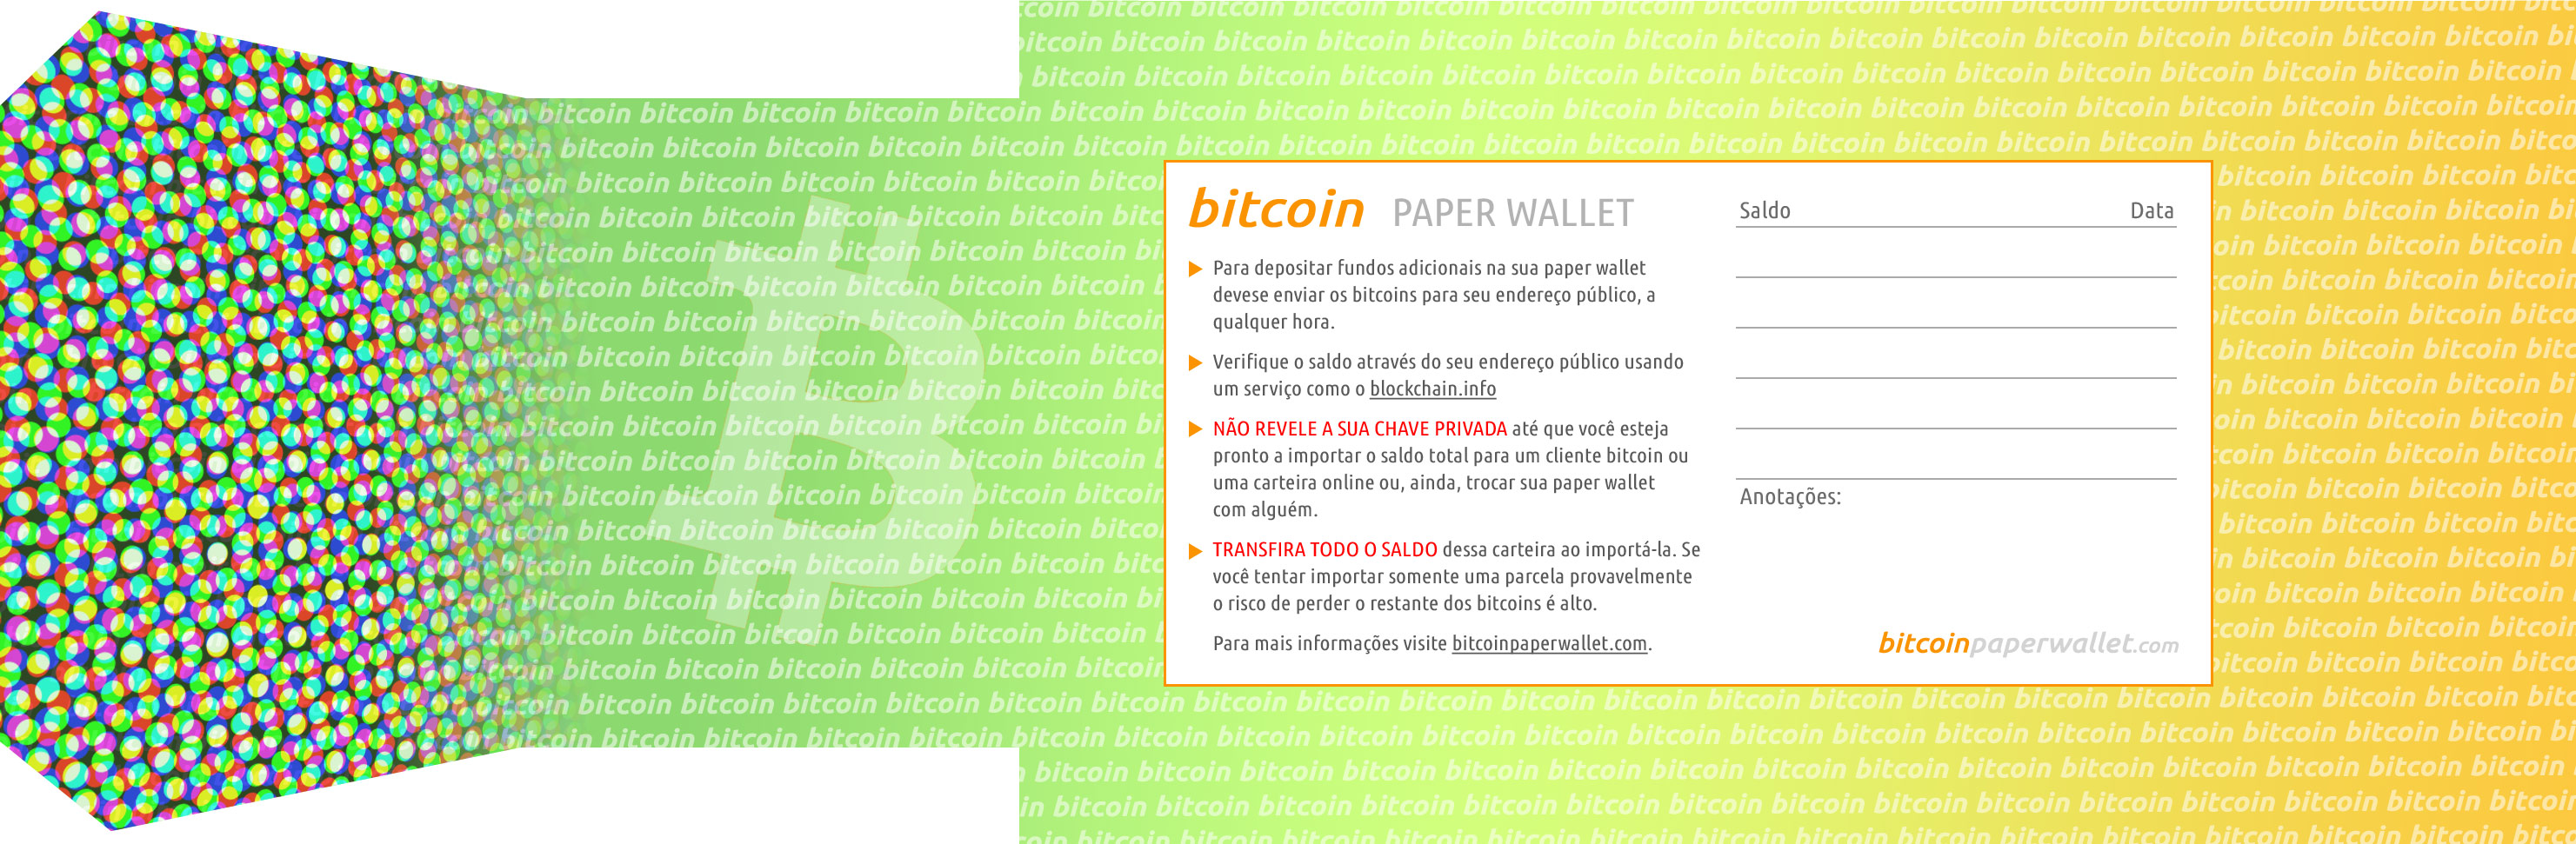 bitcoin PAPER WALLET
Para depositar fundos adicionais na sua paper wallet
devese enviar os bitcoins para seu endereço público, a
qualquer hora.
Verifique o saldo através do seu endereço público usando
um serviço como o blockchain.info
NÃO REVELE A SUA CHAVE PRIVADA até que você esteja
pronto a importar o saldo total para um cliente bitcoin ou
uma carteira online ou, ainda, trocar sua paper wallet
com alguém.
TRANSFIRA TODO O SALDO dessa carteira ao importá-la. Se
você tentar importar somente uma parcela provavelmente
o risco de perder o restante dos bitcoins é alto.
Para mais informações visite bitcoinpaperwallet.com.
Saldo Data
Anotações:
bitcoinpaperwallet.com